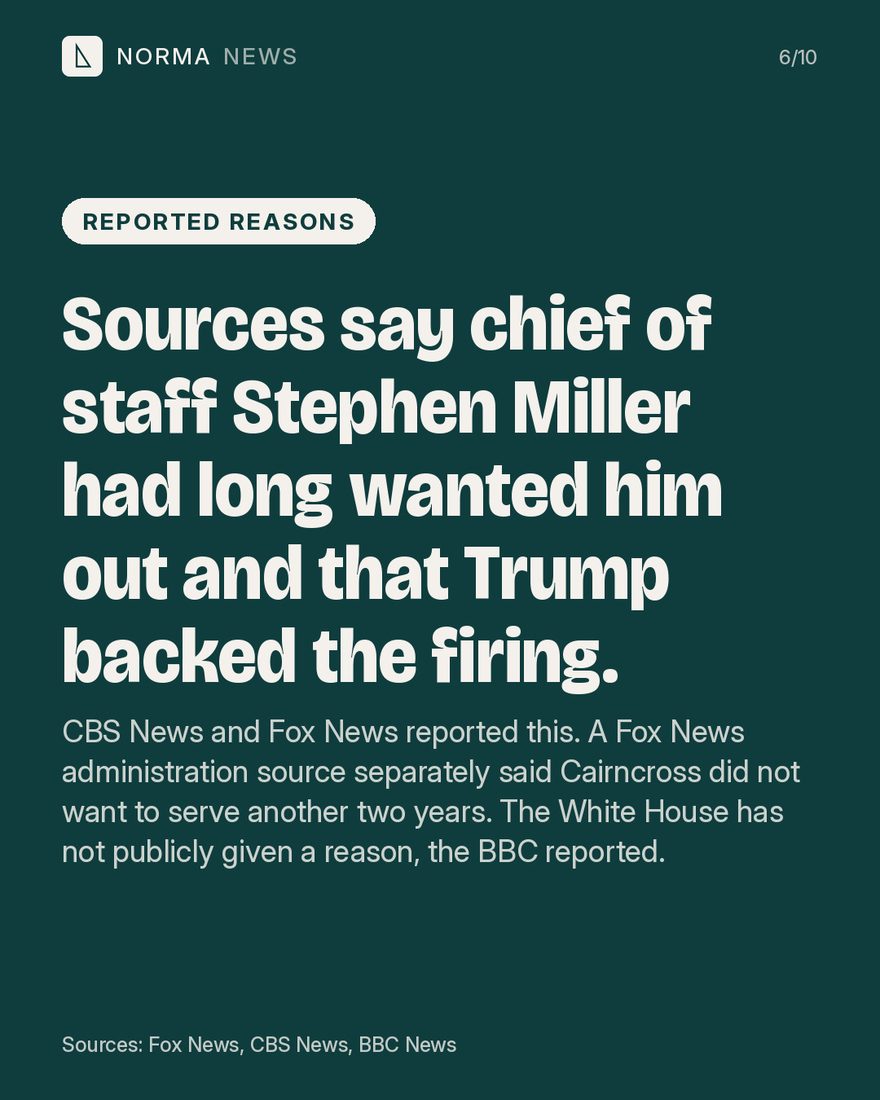 NORMA NEWS
6/10
REPORTED REASONS
Sources say chief of
staff Stephen Miller
had long wanted him
out and that Trump
backed the firing.
CBS News and Fox News reported this. A Fox News
administration source separately said Cairncross did not
want to serve another two years. The White House has
not publicly given a reason, the BBC reported.
Sources: Fox News, CBS News, BBC News